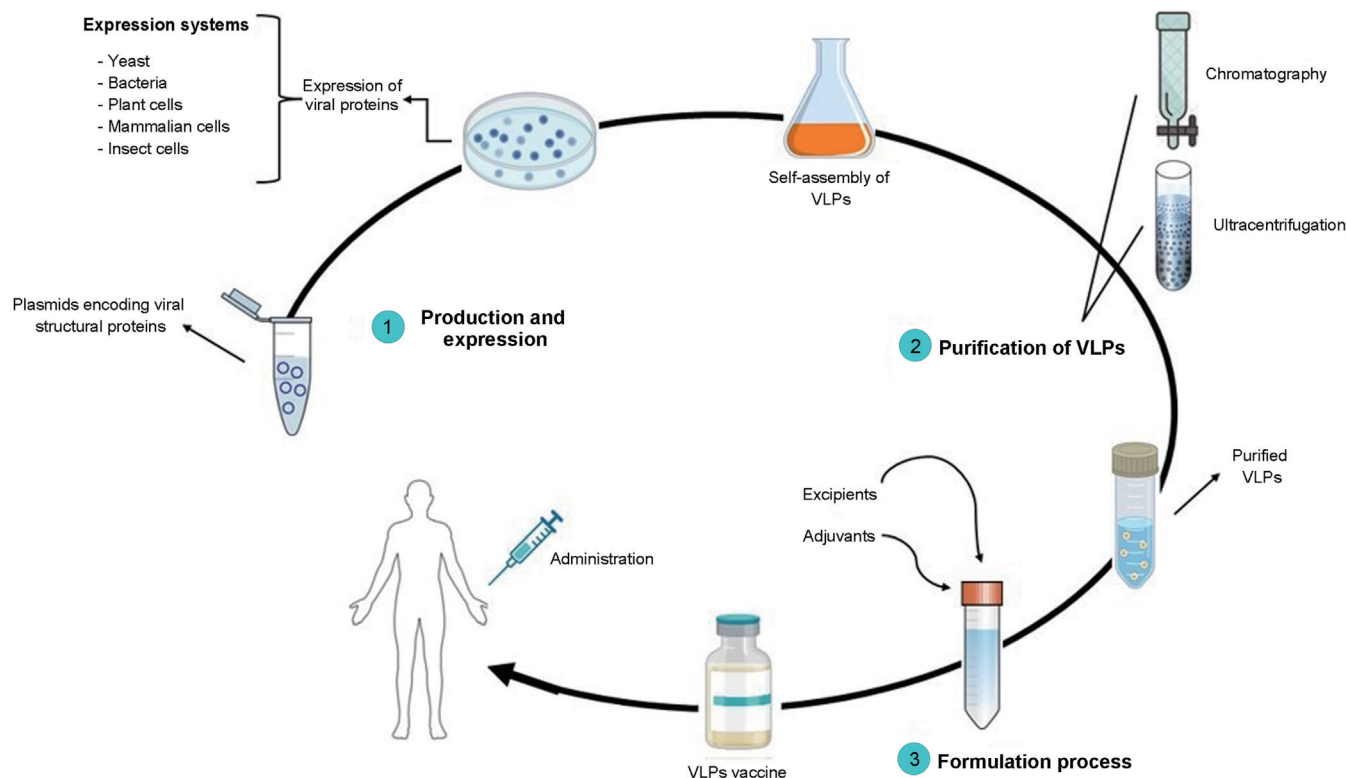 Expression systems
- Yeast
- Bacteria
- Plant cells
- Mammalian cells
- Insect cells
Expression of
viral proteins
Self-assembly of
VLPs
Chromatography
Ultracentrifugation
Plasmids encoding viral
structural proteins
1 Production and
expression
2 Purification of VLPs
Purified
VLPs
Excipients
Adjuvants
Administration
VLPs vaccine
3 Formulation process